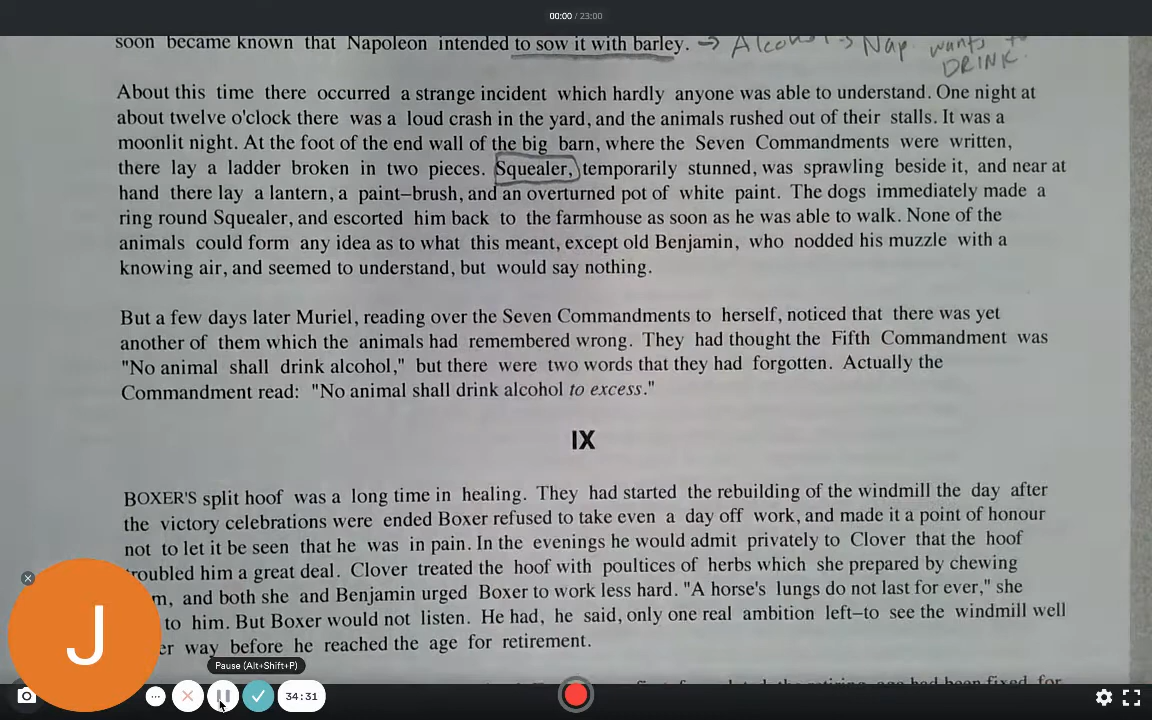 00:00 / 23:00
soon became known that Napoleon intended to sow it with barley. → Alcohol → Nap. wants to
DRINK.
About this time there occurred a strange incident which hardly anyone was able to understand. One night at
about twelve o'clock there was a loud crash in the yard, and the animals rushed out of their stalls. It was a
moonlit night. At the foot of the end wall of the big barn, where the Seven Commandments were written,
there lay a ladder broken in two pieces. Squealer, temporarily stunned, was sprawling beside it, and near at
hand there lay a lantern, a paint-brush, and an overturned pot of white paint. The dogs immediately made a
ring round Squealer, and escorted him back to the farmhouse as soon as he was able to walk. None of the
animals could form any idea as to what this meant, except old Benjamin, who nodded his muzzle with a
knowing air, and seemed to understand, but would say nothing.
But a few days later Muriel, reading over the Seven Commandments to herself, noticed that there was yet
another of them which the animals had remembered wrong. They had thought the Fifth Commandment was
"No animal shall drink alcohol," but there were two words that they had forgotten. Actually the
Commandment read: "No animal shall drink alcohol to excess."
IX
BOXER'S split hoof was a long time in healing. They had started the rebuilding of the windmill the day after
the victory celebrations were ended Boxer refused to take even a day off work, and made it a point of honour
not to let it be seen that he was in pain. In the evenings he would admit privately to Clover that the hoof
troubled him a great deal. Clover treated the hoof with poultices of herbs which she prepared by chewing
m, and both she and Benjamin urged Boxer to work less hard. "A horse's lungs do not last for ever," she
to him. But Boxer would not listen. He had, he said, only one real ambition left–to see the windmill well
er way before he reached the age for retirement.
J
Pause (Alt+Shift+P)
34:31